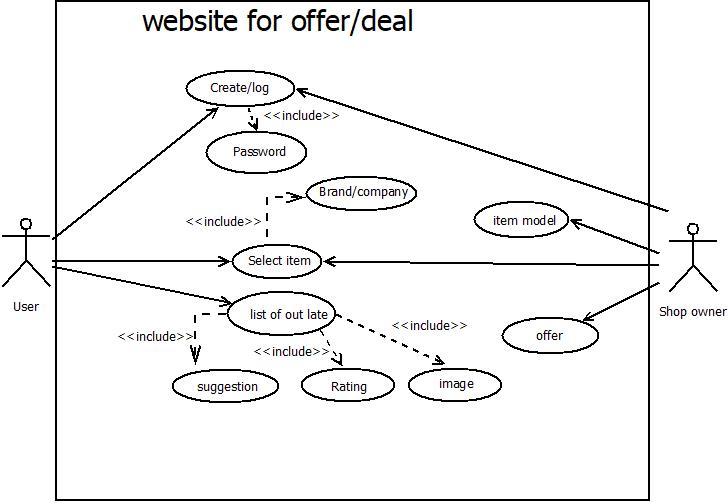 website for offer/deal
Create/log
<<include>>
Password
Brand/company
<<include>>
item model
Select item
User
Shop owner
list of out late
<<include>>
<<include>>
<<include>>
offer
suggestion
Rating
image